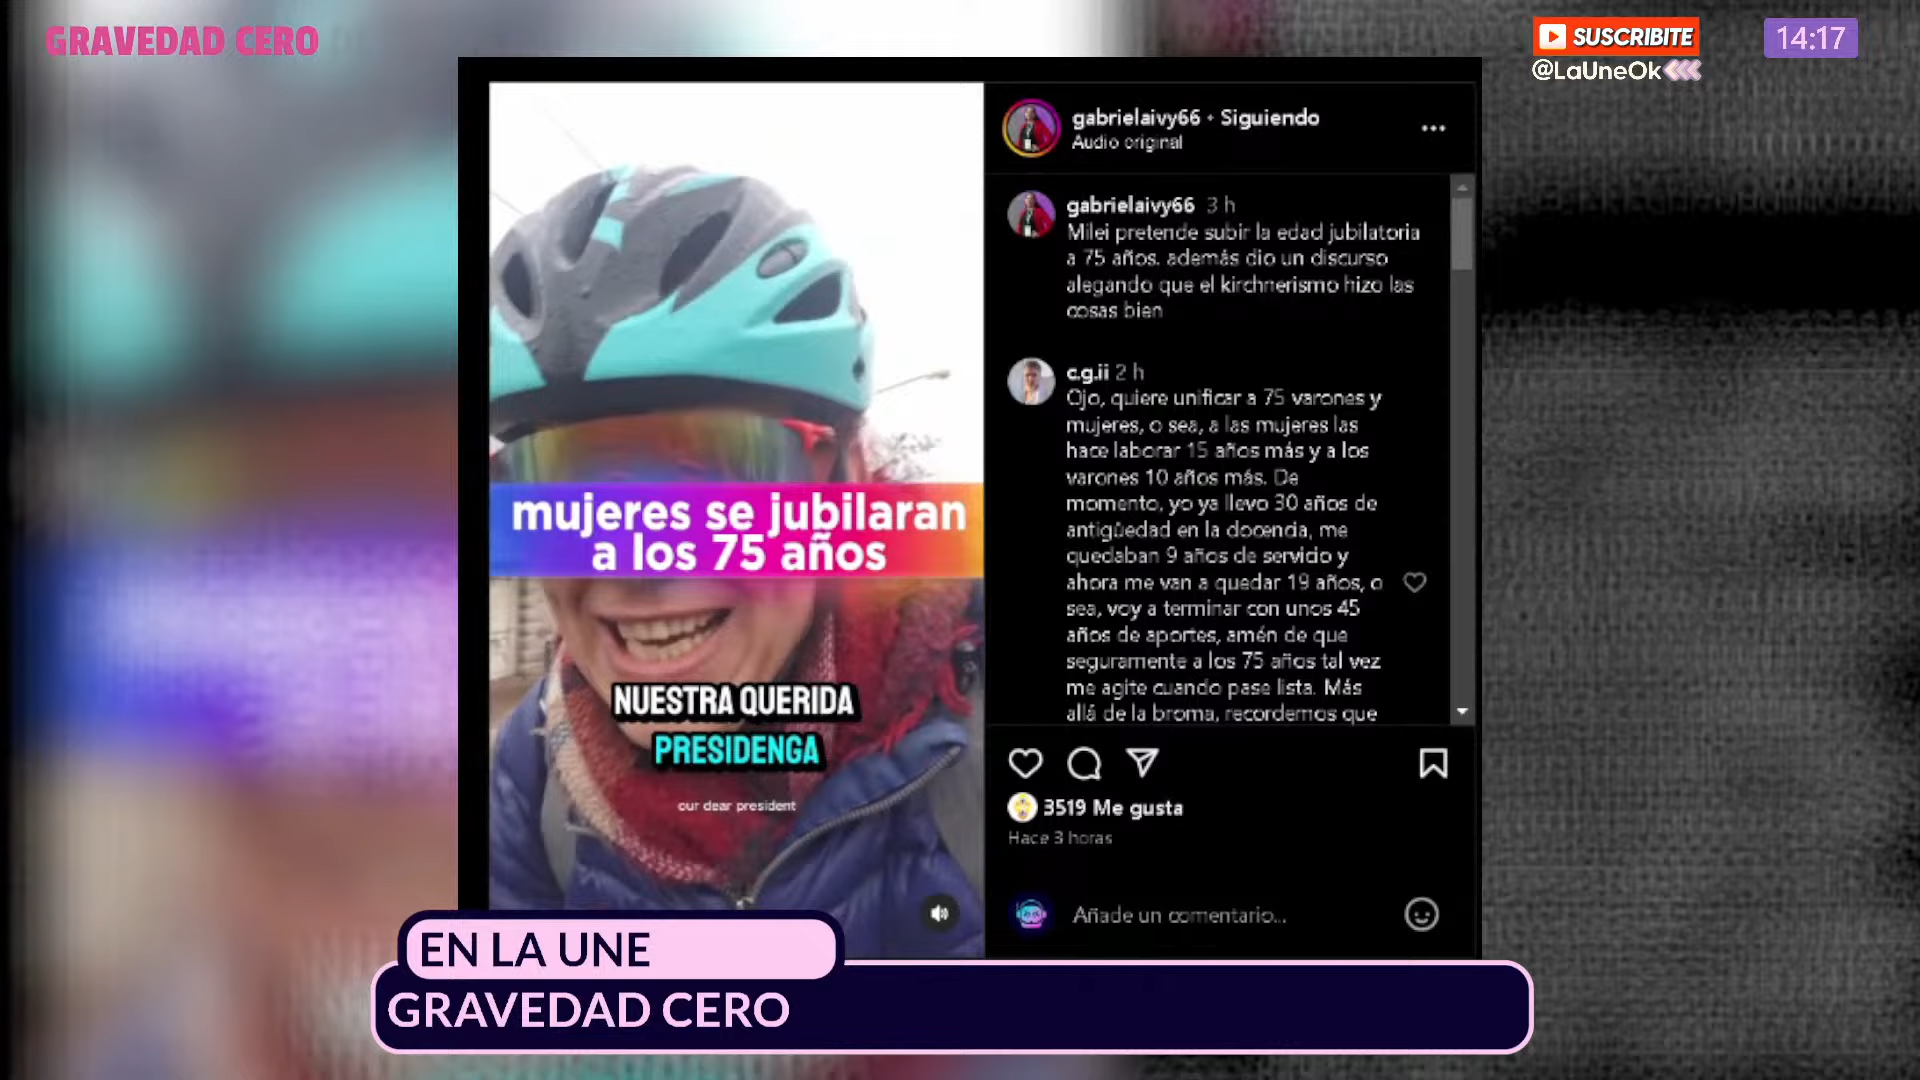 GRAVEDAD CERO
SUSCRIBITE
@LaUneOk
14:17
gabrielaivy66 • Siguiendo
Audio original
gabrielaivy66 3 h
Milei pretende subir la edad jubilatoria
a 75 años. además dio un discurso
alegando que el kirchnerismo hizo las
cosas bien
c.g.ii 2 h
Ojo, quiere unificar a 75 varones y
mujeres, o sea, a las mujeres las
hace laborar 15 años más y a los
varones 10 años más. De
momento, yo ya llevo 30 años de
antigüedad en la docencia, me
quedaban 9 años de servicio y
ahora me van a quedar 19 años, o
sea, voy a terminar con unos 45
años de aportes, amén de que
seguramente a los 75 años tal vez
me agite cuando pase lista. Más
allá de la broma, recordemos que
3519 Me gusta
Hace 3 horas
Añade un comentario...
mujeres se jubilaran
a los 75 años
NUESTRA QUERIDA
PRESIDENGA
our dear president
EN LA UNE
GRAVEDAD CERO